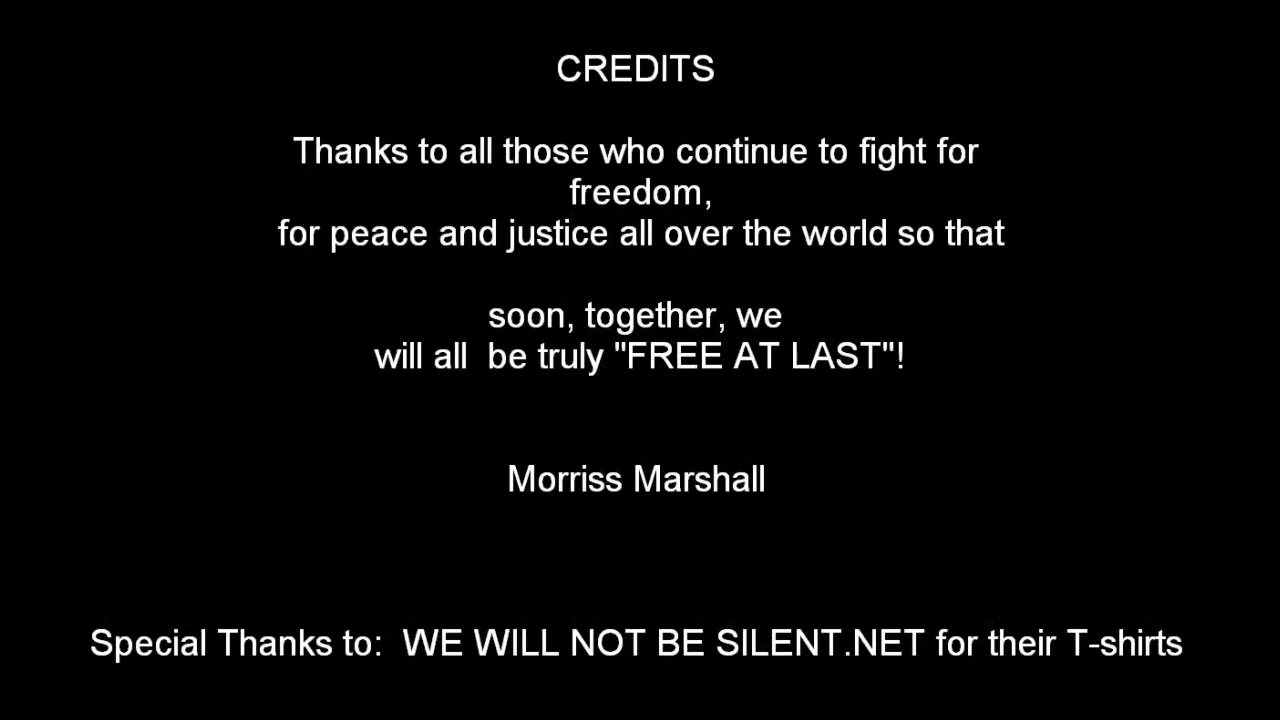 CREDITS
Thanks to all those who continue to fight for
freedom,
for peace and justice all over the world so that
soon, together, we
will all  be truly "FREE AT LAST"!
Morriss Marshall
Special Thanks to:  WE WILL NOT BE SILENT.NET for their T-shirts